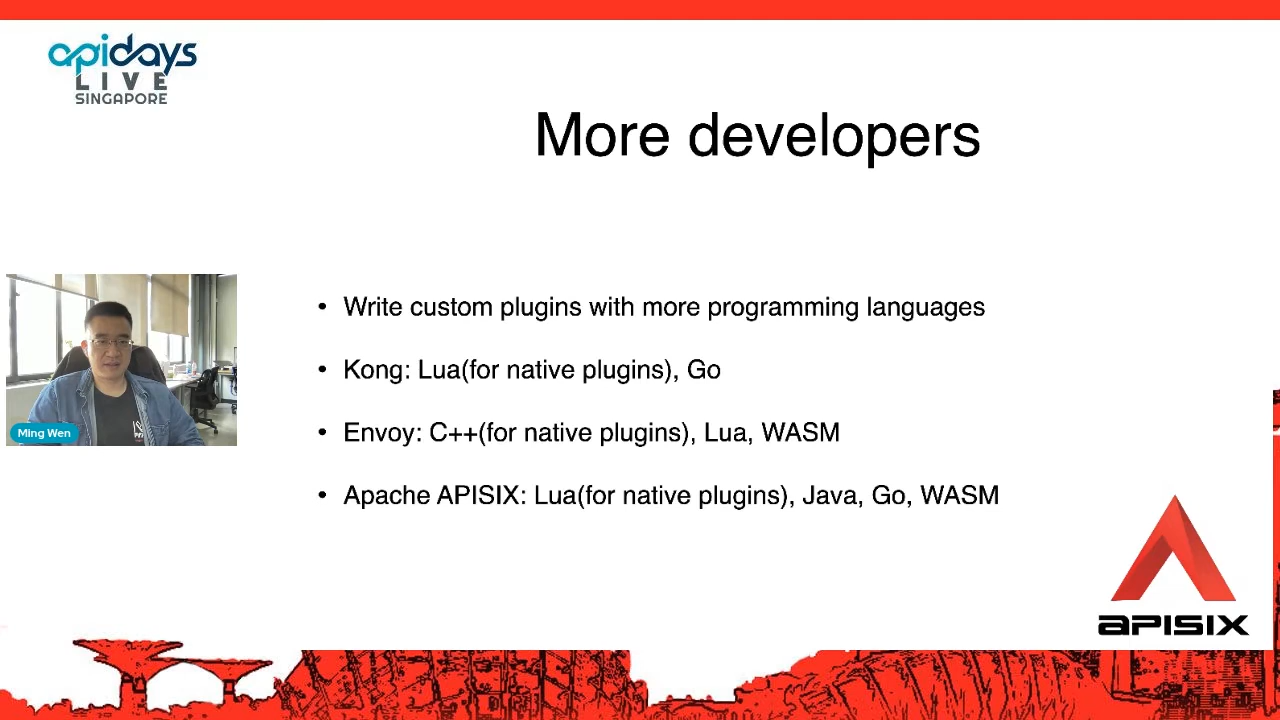 apidays
LIVE
SINGAPORE
More developers
• Write custom plugins with more programming languages
• Kong: Lua(for native plugins), Go
• Envoy: C++(for native plugins), Lua, WASM
• Apache APISIX: Lua(for native plugins), Java, Go, WASM
Ming Wen
APISIX